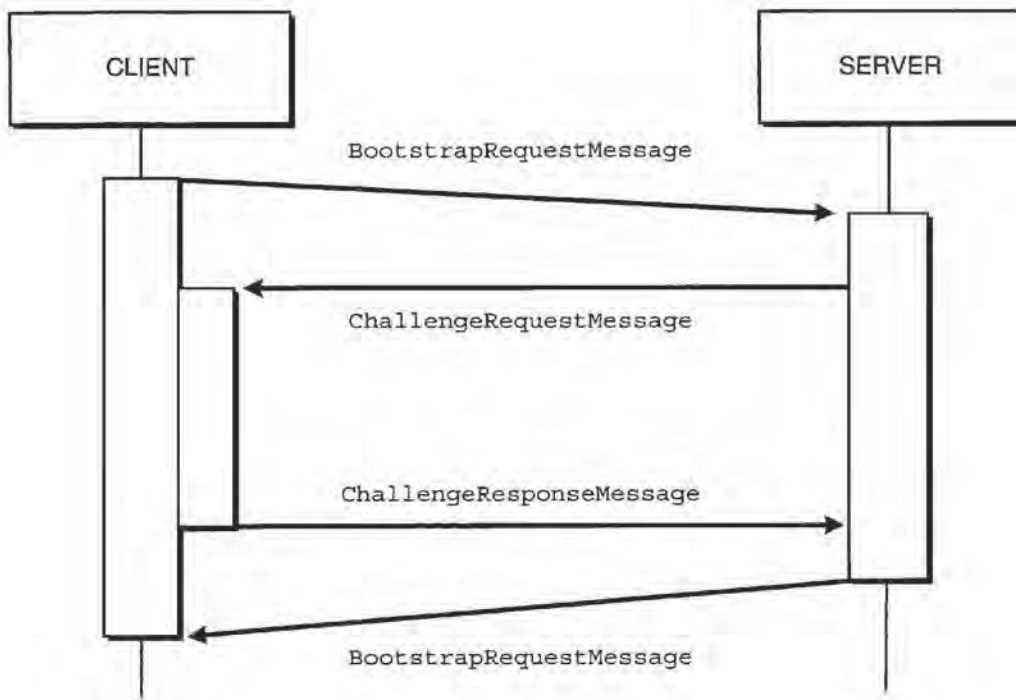 CLIENT
SERVER
BootstrapRequestMessage
ChallengeRequestMessage
ChallengeResponseMessage
BootstrapRequestMessage